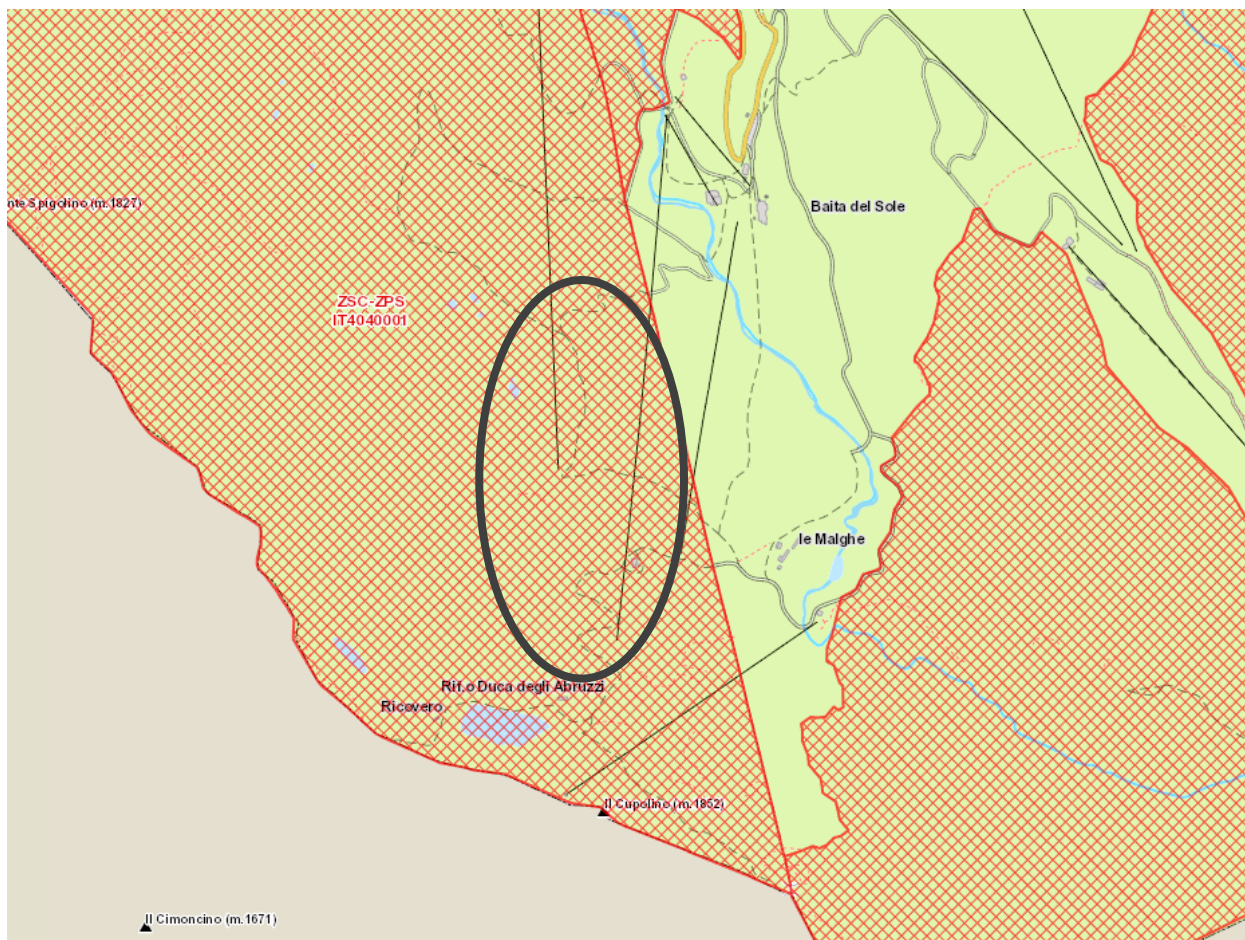 nte Spigolino (m.1827)
Baita del Sole
ZSC-ZPS
IT4040001
le Malghe
Rif.o Duca degli Abruzzi
Ricovero
Il Cupolino (m.1852)
Il Cimoncino (m.1671)